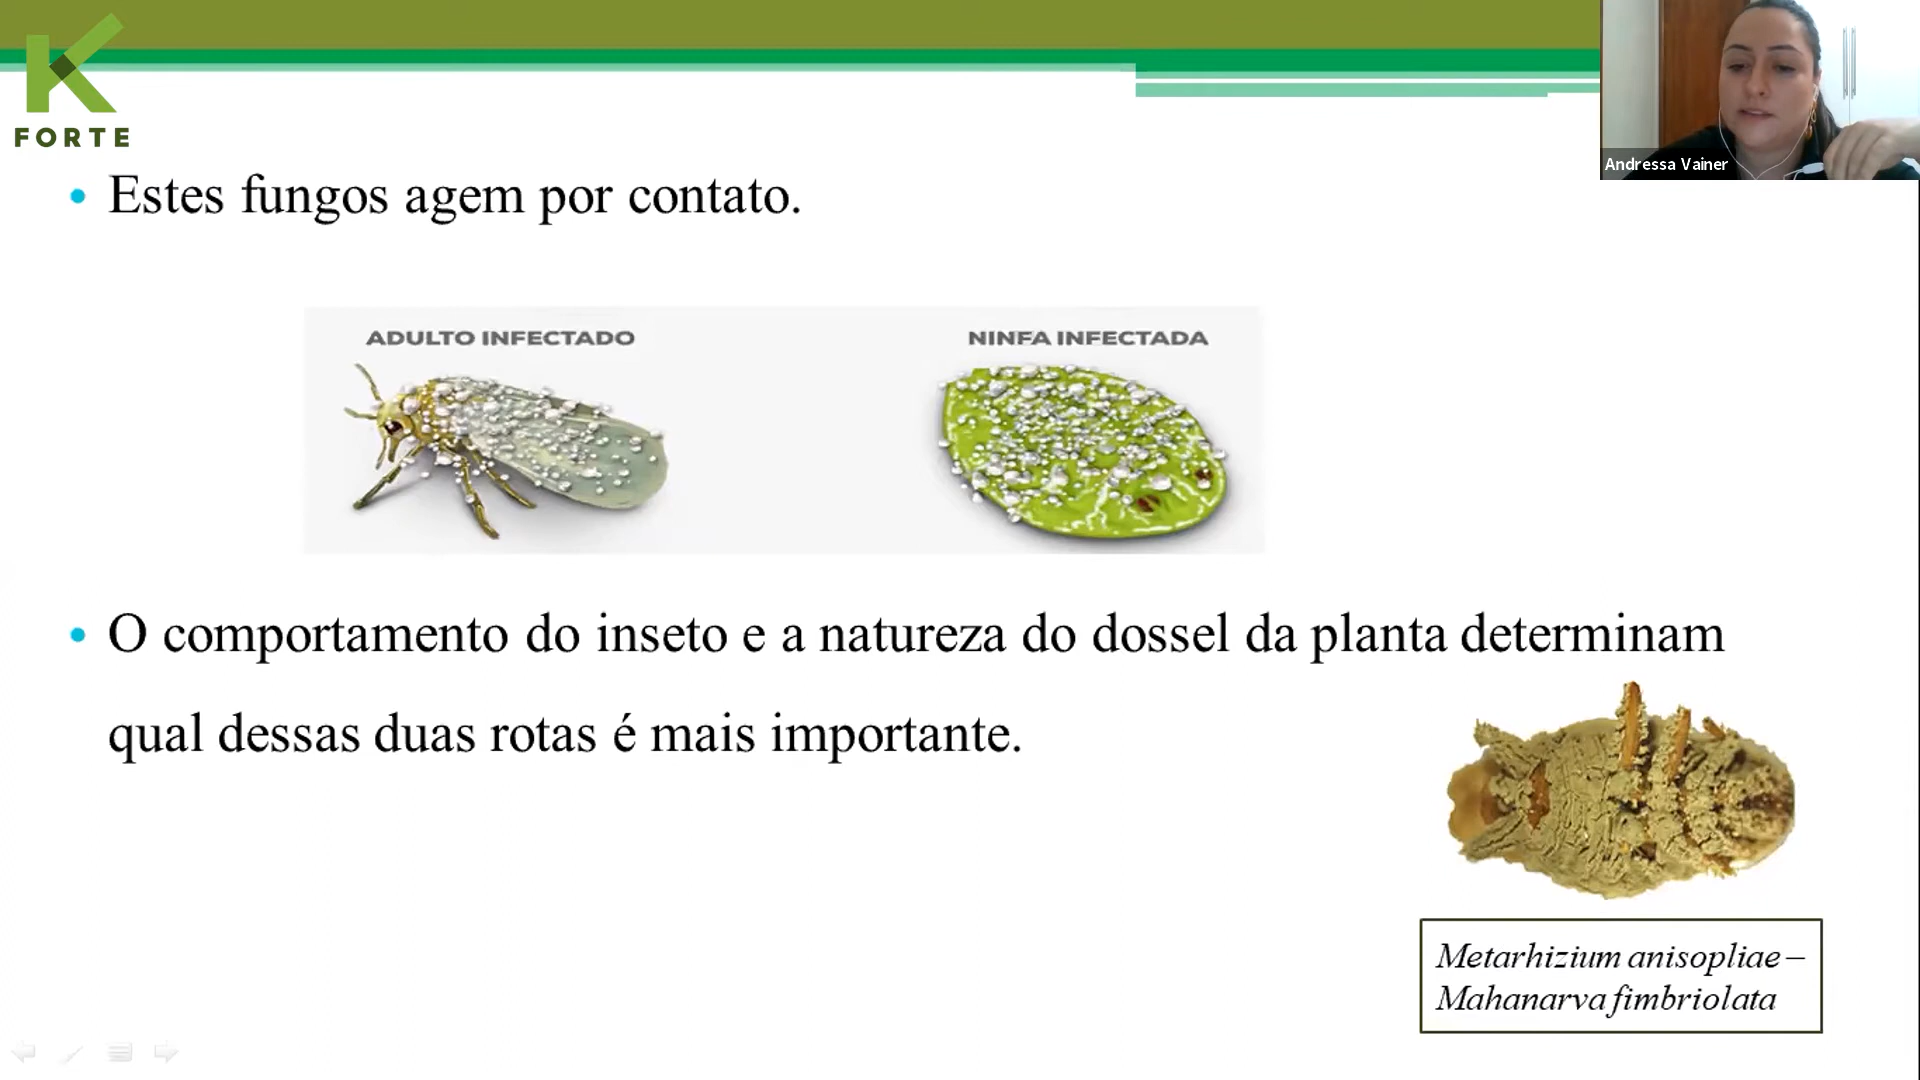 K
FORTE
Andressa Vainer
• Estes fungos agem por contato.
ADULTO INFECTADO
NINFA INFECTADA
• O comportamento do inseto e a natureza do dossel da planta determinam
qual dessas duas rotas é mais importante.
Metarhizium anisopliae –
Mahanarva fimbriolata